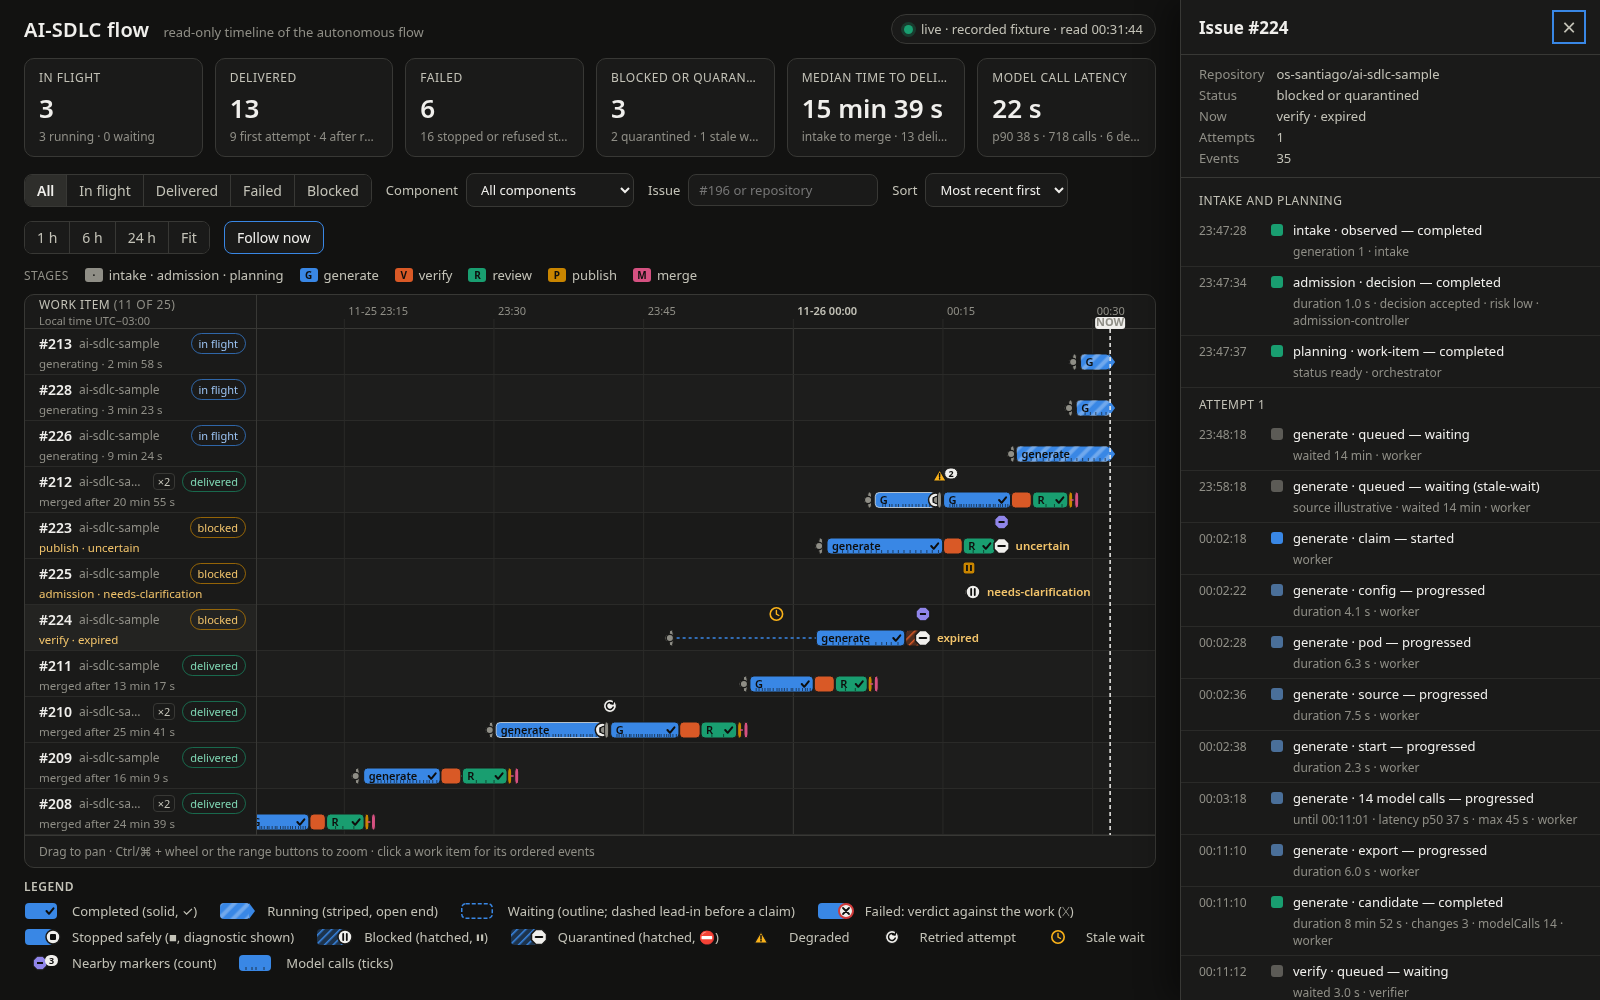 AI-SDLC flow read-only timeline of the autonomous flow
live · recorded fixture · read 00:31:44
IN FLIGHT
3
3 running · 0 waiting
DELIVERED
13
9 first attempt · 4 after r...
FAILED
6
16 stopped or refused st...
BLOCKED OR QUARAN...
3
2 quarantined · 1 stale w...
MEDIAN TIME TO DELI...
15 min 39 s
intake to merge · 13 deli...
MODEL CALL LATENCY
22 s
p90 38 s · 718 calls · 6 de...
All In flight Delivered Failed Blocked Component All components Issue #196 or repository Sort Most recent first
1 h 6 h 24 h Fit Follow now
STAGES · intake · admission · planning G generate V verify R review P publish M merge
WORK ITEM (11 OF 25)
Local time UTC−03:00
11-25 23:15 23:30 23:45 11-26 00:00 00:15 00:30
NOW
#213 ai-sdlc-sample in flight
generating · 2 min 58 s
G
#228 ai-sdlc-sample in flight
generating · 3 min 23 s
G
#226 ai-sdlc-sample in flight
generating · 9 min 24 s
generate
#212 ai-sdlc-sa... ×2 delivered
merged after 20 min 55 s
2
G G R
#223 ai-sdlc-sample blocked
publish · uncertain
generate R uncertain
#225 ai-sdlc-sample blocked
admission · needs-clarification
needs-clarification
#224 ai-sdlc-sample blocked
verify · expired
generate expired
#211 ai-sdlc-sample delivered
merged after 13 min 17 s
G R
#210 ai-sdlc-sa... ×2 delivered
merged after 25 min 41 s
generate G R
#209 ai-sdlc-sample delivered
merged after 16 min 9 s
generate R
#208 ai-sdlc-sa... ×2 delivered
merged after 24 min 39 s
R
Drag to pan · Ctrl/⌘ + wheel or the range buttons to zoom · click a work item for its ordered events
LEGEND
Completed (solid, ✓) Running (striped, open end) Waiting (outline; dashed lead-in before a claim) Failed: verdict against the work (╳)
Stopped safely (■, diagnostic shown) Blocked (hatched, ⏸) Quarantined (hatched, ⛔) Degraded Retried attempt Stale wait
3 Nearby markers (count) Model calls (ticks)
Issue #224
×
Repository os-santiago/ai-sdlc-sample
Status blocked or quarantined
Now verify · expired
Attempts 1
Events 35
INTAKE AND PLANNING
23:47:28 intake · observed — completed
generation 1 · intake
23:47:34 admission · decision — completed
duration 1.0 s · decision accepted · risk low ·
admission-controller
23:47:37 planning · work-item — completed
status ready · orchestrator
ATTEMPT 1
23:48:18 generate · queued — waiting
waited 14 min · worker
23:58:18 generate · queued — waiting (stale-wait)
source illustrative · waited 14 min · worker
00:02:18 generate · claim — started
worker
00:02:22 generate · config — progressed
duration 4.1 s · worker
00:02:28 generate · pod — progressed
duration 6.3 s · worker
00:02:36 generate · source — progressed
duration 7.5 s · worker
00:02:38 generate · start — progressed
duration 2.3 s · worker
00:03:18 generate · 14 model calls — progressed
until 00:11:01 · latency p50 37 s · max 45 s · worker
00:11:10 generate · export — progressed
duration 6.0 s · worker
00:11:10 generate · candidate — completed
duration 8 min 52 s · changes 3 · modelCalls 14 ·
worker
00:11:12 verify · queued — waiting
waited 3.0 s · verifier